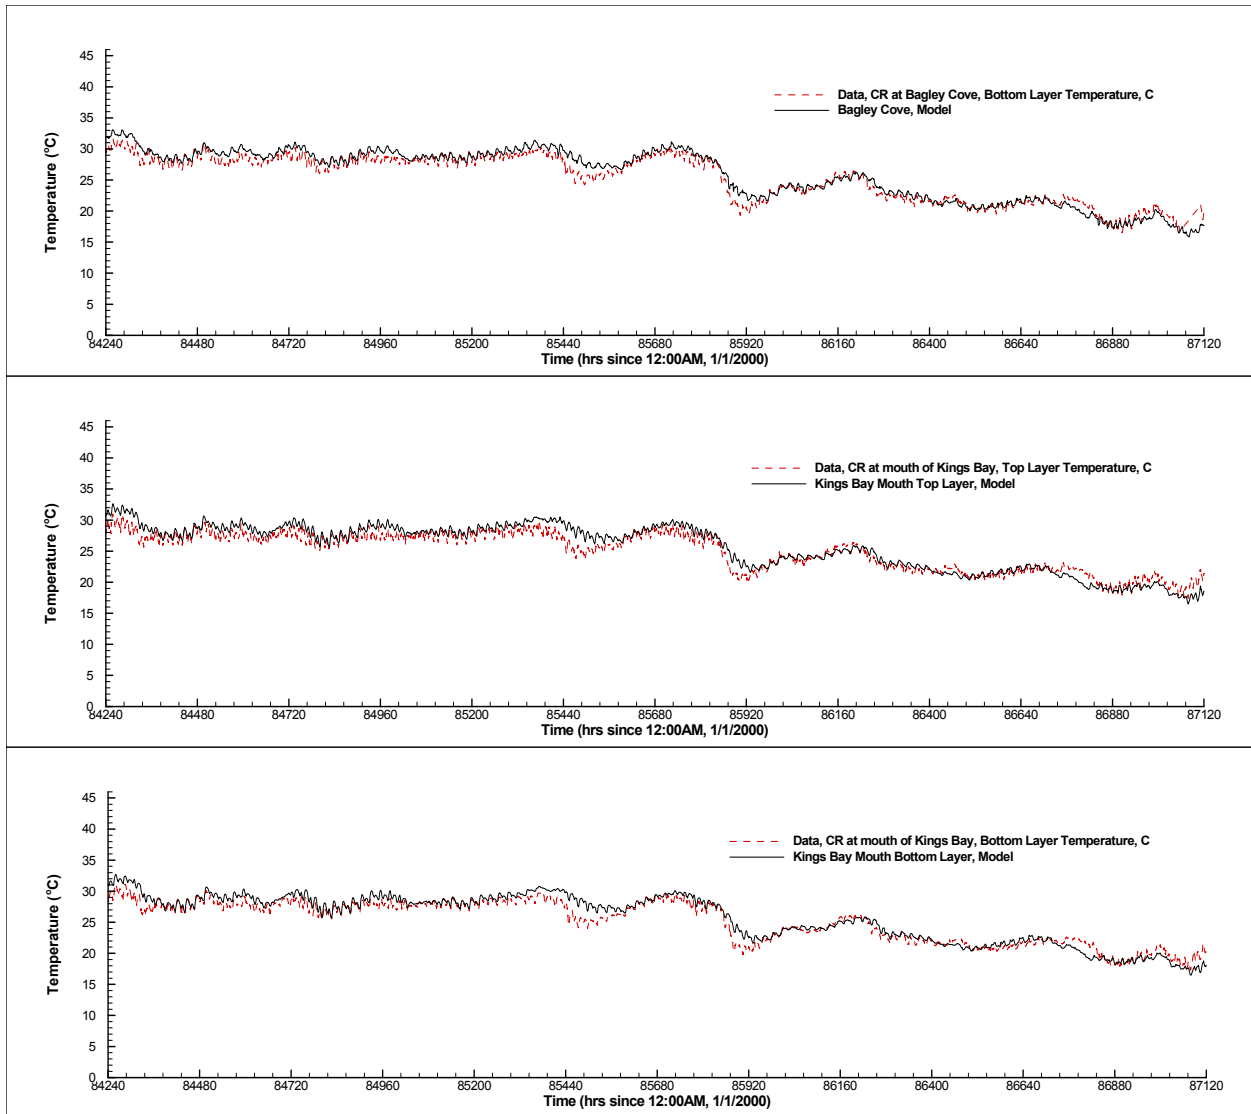 45
40
35
30
25
20
15
10
5
0
Temperature (°C)
Data, CR at Bagley Cove, Bottom Layer Temperature, C
Bagley Cove, Model
84240 84480 84720 84960 85200 85440 85680 85920 86160 86400 86640 86880 87120
Time (hrs since 12:00AM, 1/1/2000)
45
40
35
30
25
20
15
10
5
0
Temperature (°C)
Data, CR at mouth of Kings Bay, Top Layer Temperature, C
Kings Bay Mouth Top Layer, Model
84240 84480 84720 84960 85200 85440 85680 85920 86160 86400 86640 86880 87120
Time (hrs since 12:00AM, 1/1/2000)
45
40
35
30
25
20
15
10
5
0
Temperature (°C)
Data, CR at mouth of Kings Bay, Bottom Layer Temperature, C
Kings Bay Mouth Bottom Layer, Model
84240 84480 84720 84960 85200 85440 85680 85920 86160 86400 86640 86880 87120
Time (hrs since 12:00AM, 1/1/2000)